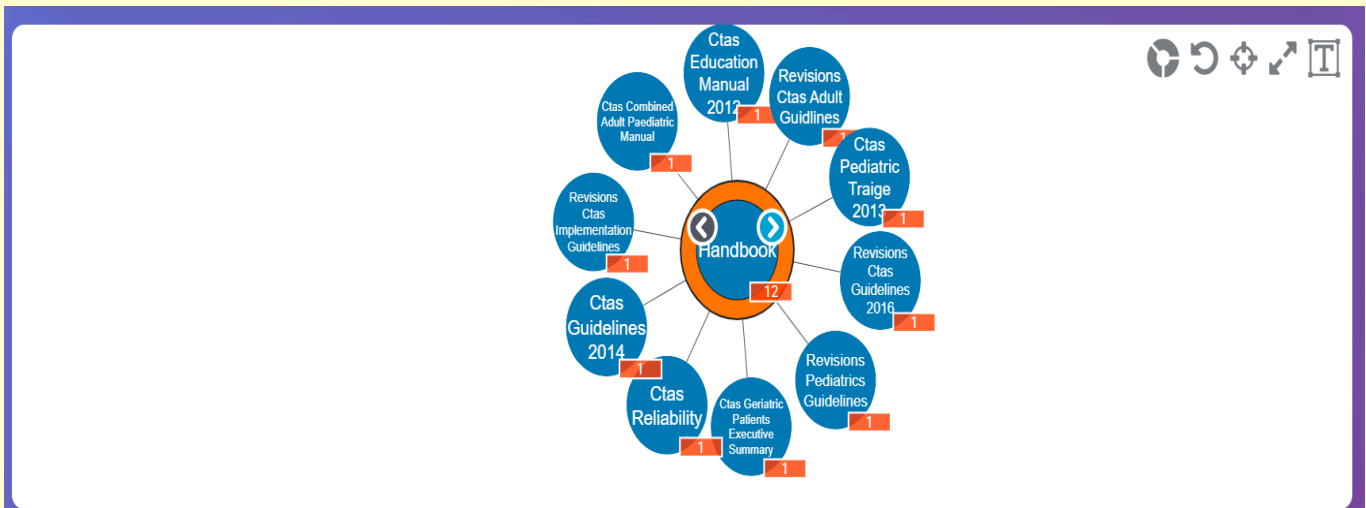 Ctas
Education
Manual
2012
1
Revisions
Ctas Adult
Guidlines
1
Ctas Combined
Adult Paediatric
Manual
1
Ctas
Pediatric
Traige
2013
1
Revisions
Ctas
Implementation
Guidelines
1
Handbook
12
Revisions
Ctas
Guidelines
2016
1
Ctas
Guidelines
2014
1
Revisions
Pediatrics
Guidelines
1
Ctas
Reliability
1
Ctas Geriatric
Patients
Executive
Summary
1
T